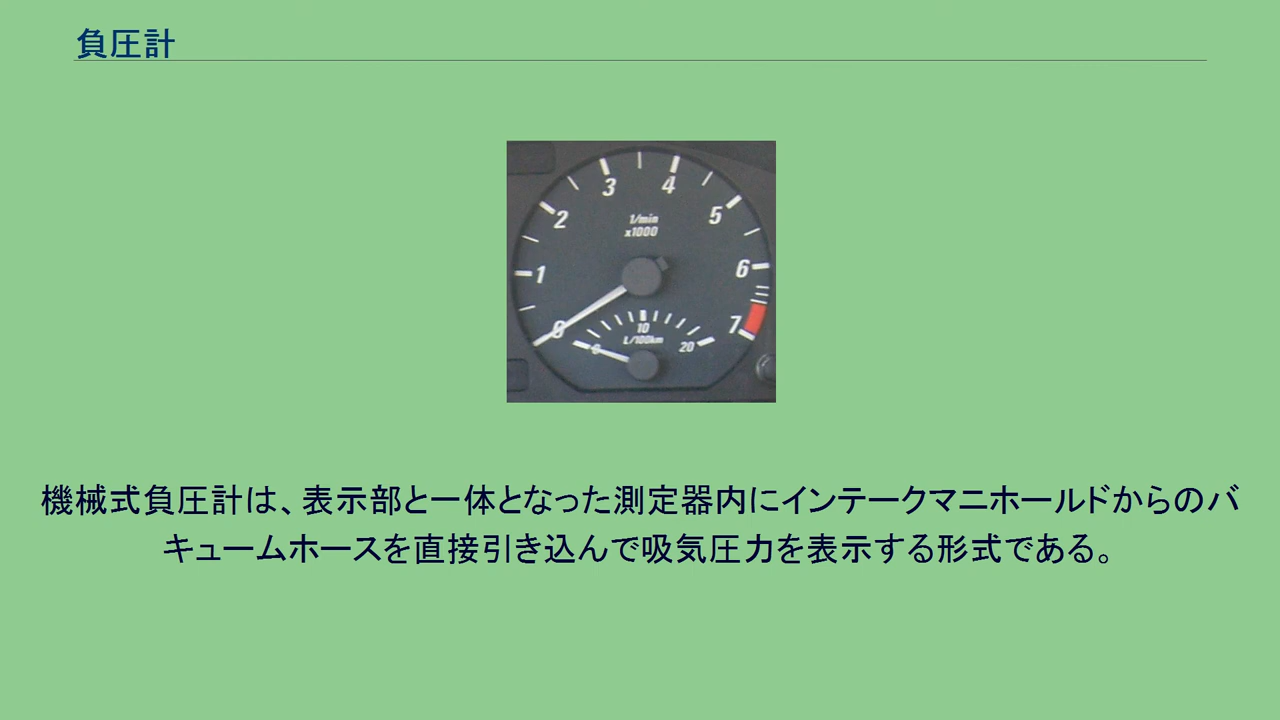 負圧計
3 4
2 5
1/min
x1000
1 6
0 7
10
L/100km
0 20
機械式負圧計は、表示部と一体となった測定器内にインテークマニホールドからのバ
キュームホースを直接引き込んで吸気圧力を表示する形式である。